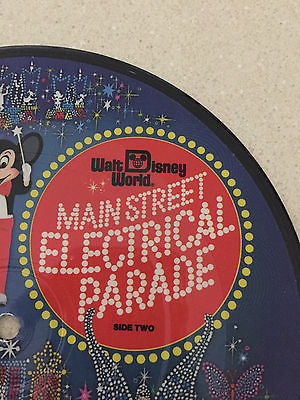 Walt Disney
World®
MAIN STREET
ELECTRICAL
PARADE
SIDE TWO